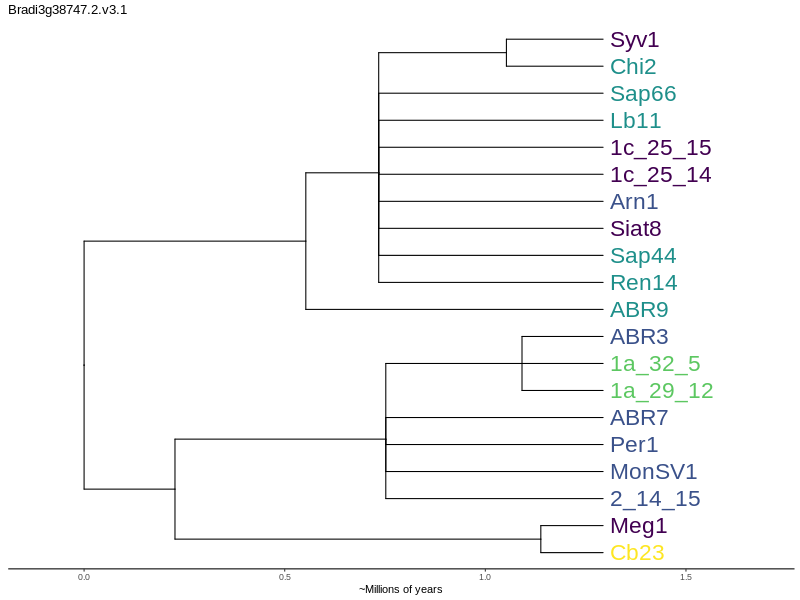 Bradi3g38747.2.v3.1
Syv1
Chi2
Sap66
Lb11
1c_25_15
1c_25_14
Arn1
Siat8
Sap44
Ren14
ABR9
ABR3
1a_32_5
1a_29_12
ABR7
Per1
MonSV1
2_14_15
Meg1
Cb23
0.0 0.5 1.0 1.5
~Millions of years